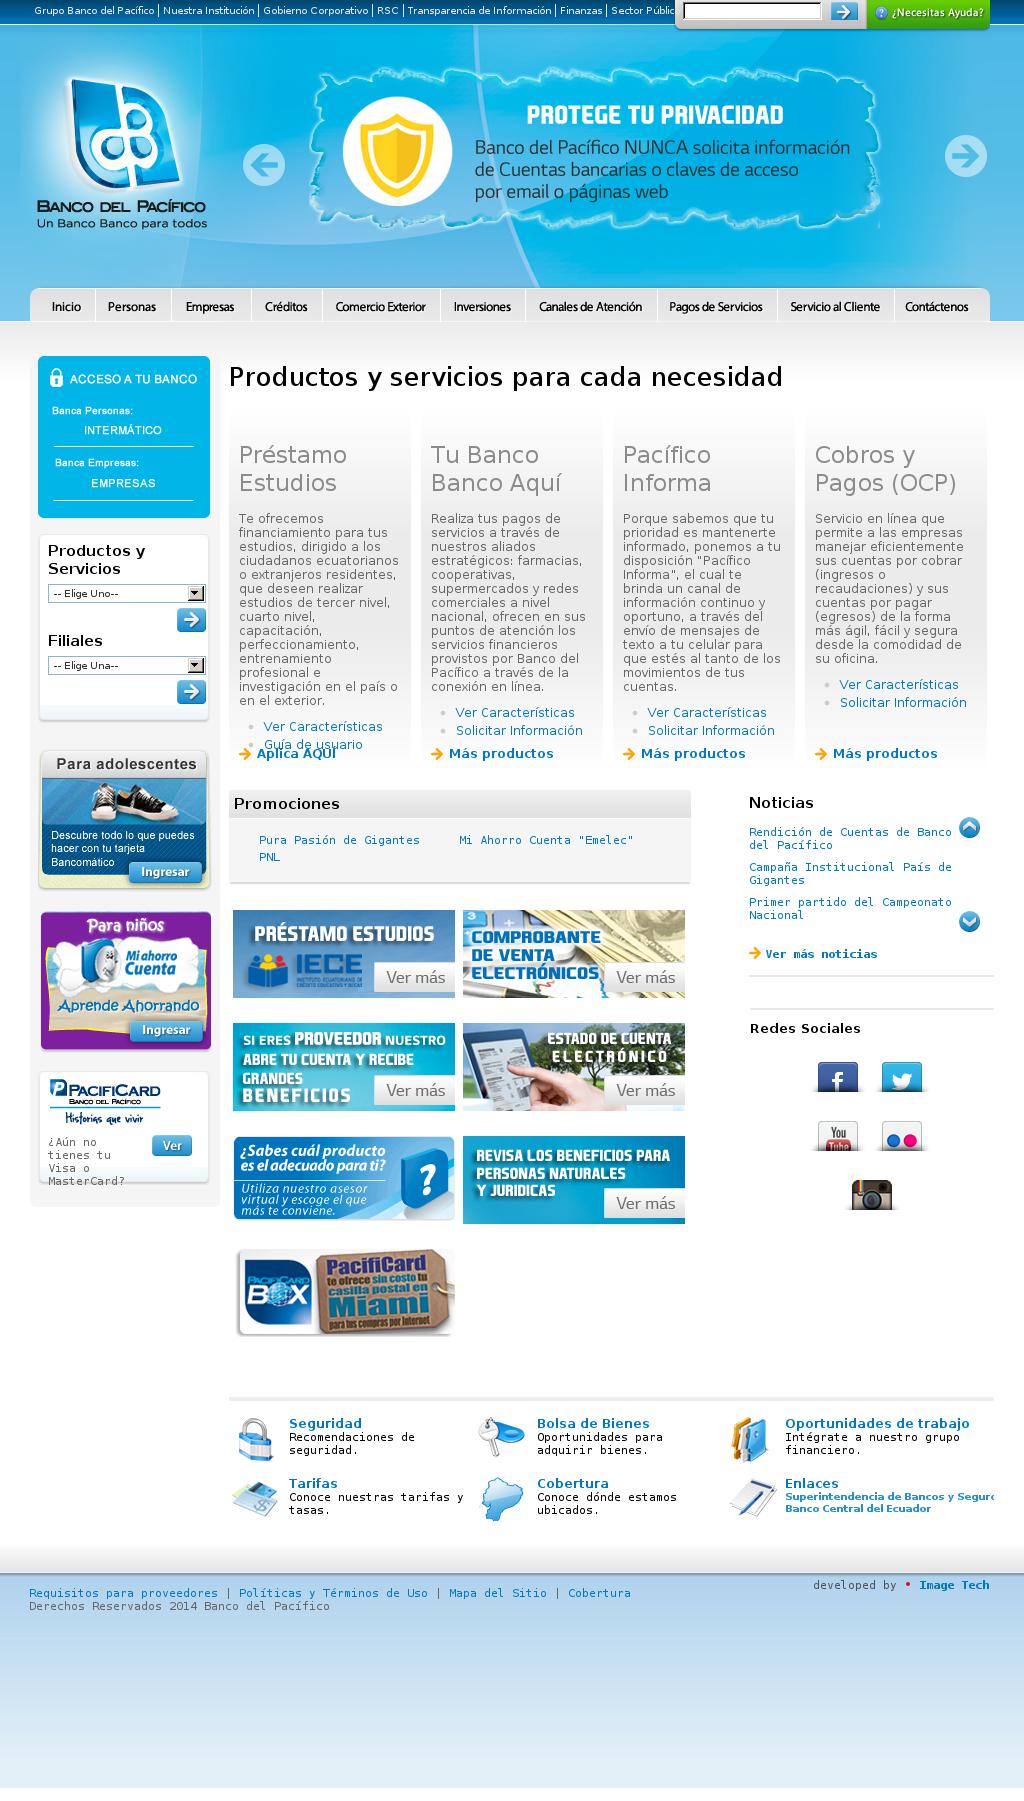 Grupo Banco del Pacífico | Nuestra Institución | Gobierno Corporativo | RSC | Transparencia de Información | Finanzas | Sector Públic
¿Necesitas Ayuda?
BANCO DEL PACÍFICO
Un Banco Banco para todos
PROTEGE TU PRIVACIDAD
Banco del Pacífico NUNCA solicita información
de Cuentas bancarias o claves de acceso
por email o páginas web
Inicio Personas Empresas Créditos Comercio Exterior Inversiones Canales de Atención Pagos de Servicios Servicio al Cliente Contáctenos
ACCESO A TU BANCO
Banca Personas:
INTERMÁTICO
Banca Empresas:
EMPRESAS
Productos y
Servicios
-- Elige Uno--
Filiales
-- Elige Una--
Para adolescentes
Descubre todo lo que puedes
hacer con tu tarjeta
Bancomático
Ingresar
Para niños
Mi ahorro
Cuenta
Aprende Ahorrando
Ingresar
PACIFICARD
BANCO DEL PACÍFICO
Historias que vivir
¿Aún no
tienes tu
Visa o
MasterCard?
Ver
Productos y servicios para cada necesidad
Préstamo
Estudios
Te ofrecemos
financiamiento para tus
estudios, dirigido a los
ciudadanos ecuatorianos
o extranjeros residentes,
que deseen realizar
estudios de tercer nivel,
cuarto nivel,
capacitación,
perfeccionamiento,
entrenamiento
profesional e
investigación en el país o
en el exterior.
Ver Características
Guía de usuario
Aplica AQUÍ
Tu Banco
Banco Aquí
Realiza tus pagos de
servicios a través de
nuestros aliados
estratégicos: farmacias,
cooperativas,
supermercados y redes
comerciales a nivel
nacional, ofrecen en sus
puntos de atención los
servicios financieros
provistos por Banco del
Pacífico a través de la
conexión en línea.
Ver Características
Solicitar Información
Más productos
Pacífico
Informa
Porque sabemos que tu
prioridad es mantenerte
informado, ponemos a tu
disposición "Pacífico
Informa", el cual te
brinda un canal de
información continuo y
oportuno, a través del
envío de mensajes de
texto a tu celular para
que estés al tanto de los
movimientos de tus
cuentas.
Ver Características
Solicitar Información
Más productos
Cobros y
Pagos (OCP)
Servicio en línea que
permite a las empresas
manejar eficientemente
sus cuentas por cobrar
(ingresos o
recaudaciones) y sus
cuentas por pagar
(egresos) de la forma
más ágil, fácil y segura
desde la comodidad de
su oficina.
Ver Características
Solicitar Información
Más productos
Promociones
Pura Pasión de Gigantes
Mi Ahorro Cuenta "Emelec"
PNL
PRÉSTAMO ESTUDIOS
IECE
Ver más
COMPROBANTE
DE VENTA
ELECTRÓNICOS
Ver más
SI ERES PROVEEDOR NUESTRO
ABRE TU CUENTA Y RECIBE
GRANDES
BENEFICIOS
Ver más
ESTADO DE CUENTA
ELECTRÓNICO
Ver más
¿Sabes cuál producto
es el adecuado para ti?
Utiliza nuestro asesor
virtual y escoge el que
más te conviene.
?
REVISA LOS BENEFICIOS PARA
PERSONAS NATURALES
Y JURIDICAS
Ver más
PACIFICARD
BOX
PacifiCard
te ofrece sin costo tu
casilla postal en
Miami
para tus compras por Internet
Noticias
Rendición de Cuentas de Banco
del Pacífico
Campaña Institucional País de
Gigantes
Primer partido del Campeonato
Nacional
Ver más noticias
Redes Sociales
You
Tube
Seguridad
Recomendaciones de
seguridad.
Bolsa de Bienes
Oportunidades para
adquirir bienes.
Oportunidades de trabajo
Intégrate a nuestro grupo
financiero.
Tarifas
Conoce nuestras tarifas y
tasas.
Cobertura
Conoce dónde estamos
ubicados.
Enlaces
Superintendencia de Bancos y Seguro
Banco Central del Ecuador
Requisitos para proveedores | Políticas y Términos de Uso | Mapa del Sitio | Cobertura
Derechos Reservados 2014 Banco del Pacífico
developed by • Image Tech